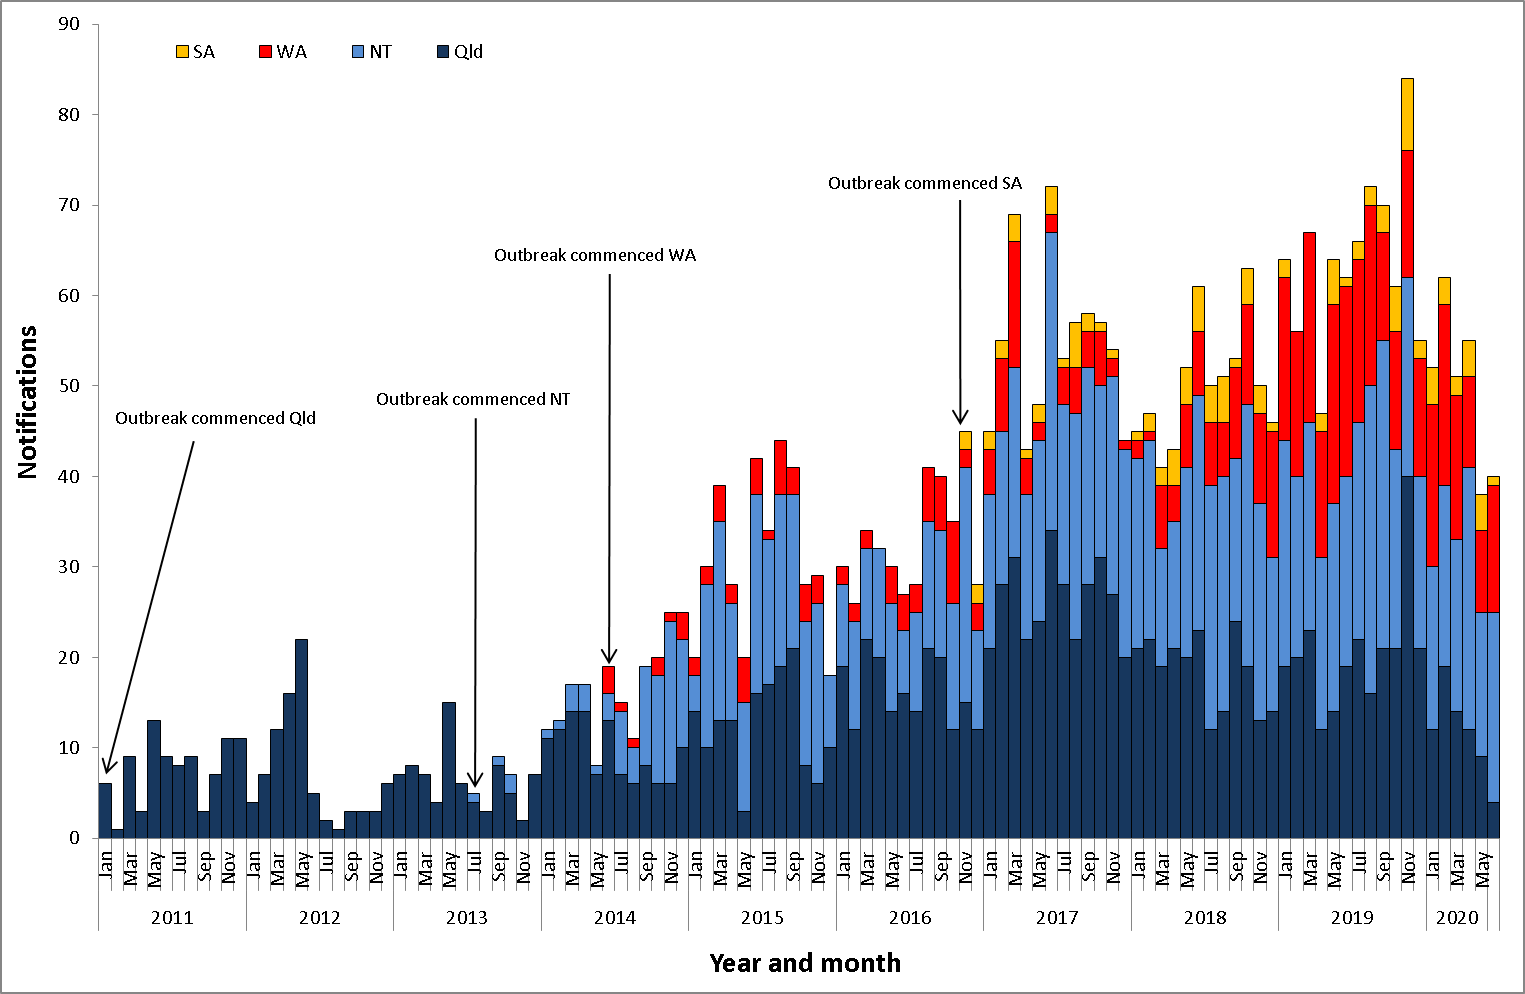 90
80
70
60
50
40
30
20
10
0
Notifications
SA WA NT Qld
Outbreak commenced SA
Outbreak commenced WA
Outbreak commenced NT
Outbreak commenced Qld
Jan Mar May Jul Sep Nov Jan Mar May Jul Sep Nov Jan Mar May Jul Sep Nov Jan Mar May Jul Sep Nov Jan Mar May Jul Sep Nov Jan Mar May Jul Sep Nov Jan Mar May Jul Sep Nov Jan Mar May Jul Sep Nov Jan Mar May Jul Sep Nov Jan Mar May
2011 2012 2013 2014 2015 2016 2017 2018 2019 2020
Year and month